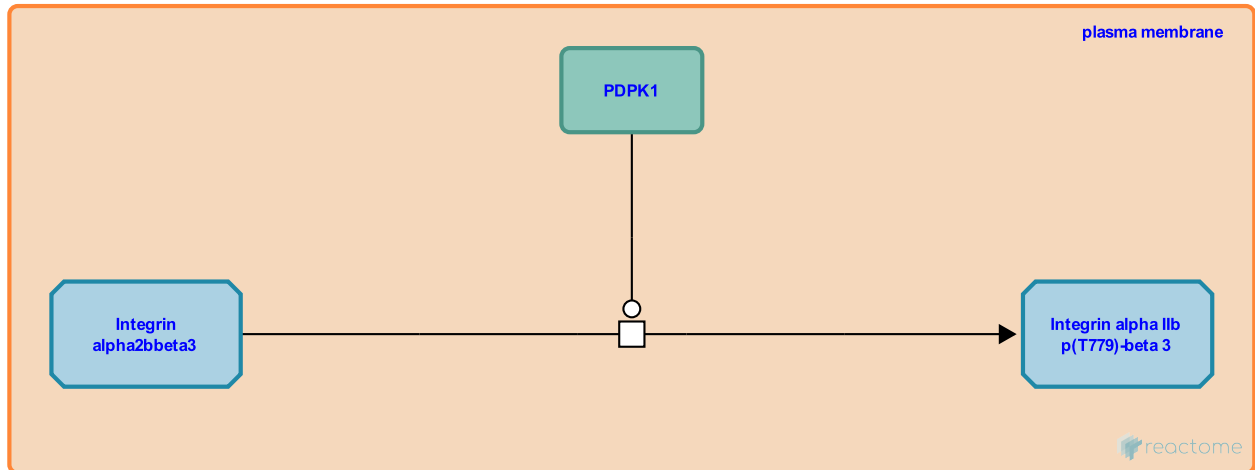 plasma membrane
PDPK1
Integrin
alpha2bbeta3
Integrin alpha IIb
p(T779)-beta 3
reactome